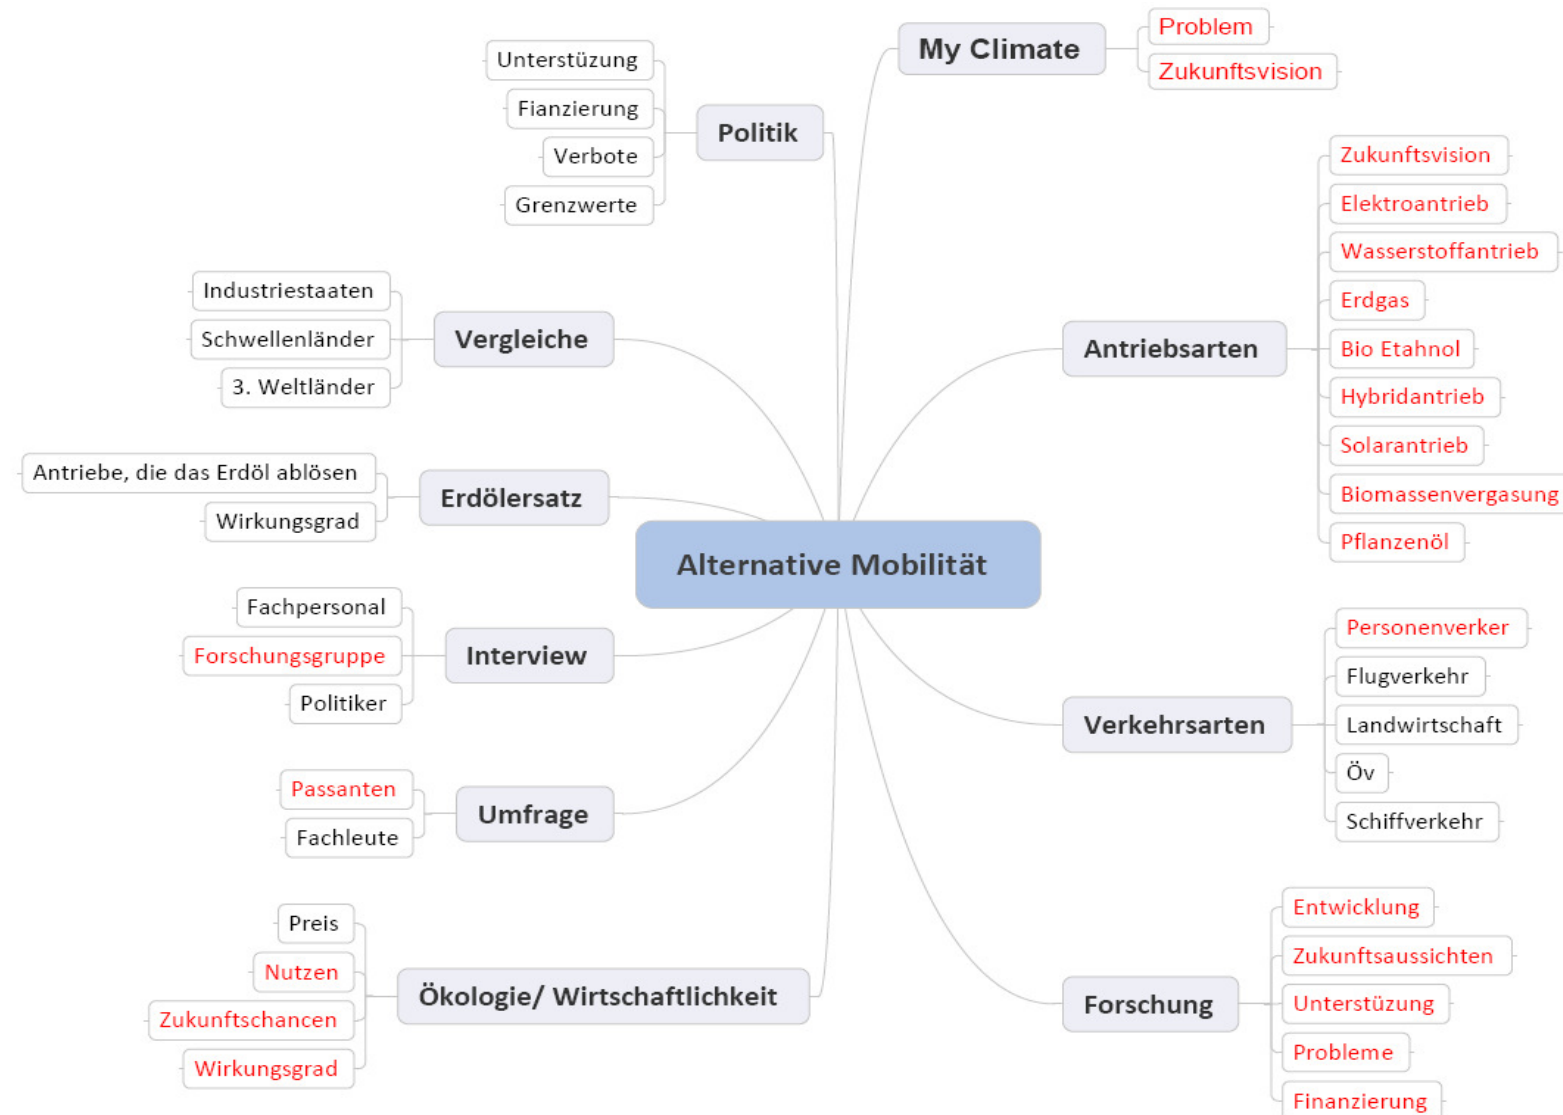 Alternative Mobilität
My Climate
Problem
Zukunftsvision
Antriebsarten
Zukunftsvision
Elektroantrieb
Wasserstoffantrieb
Erdgas
Bio Etahnol
Hybridantrieb
Solarantrieb
Biomassenvergasung
Pflanzenöl
Verkehrsarten
Personenverker
Flugverkehr
Landwirtschaft
Öv
Schiffverkehr
Forschung
Entwicklung
Zukunftsaussichten
Unterstüzung
Probleme
Finanzierung
Politik
Unterstüzung
Fianzierung
Verbote
Grenzwerte
Vergleiche
Industriestaaten
Schwellenländer
3. Weltländer
Erdölersatz
Antriebe, die das Erdöl ablösen
Wirkungsgrad
Interview
Fachpersonal
Forschungsgruppe
Politiker
Umfrage
Passanten
Fachleute
Ökologie/ Wirtschaftlichkeit
Preis
Nutzen
Zukunftschancen
Wirkungsgrad